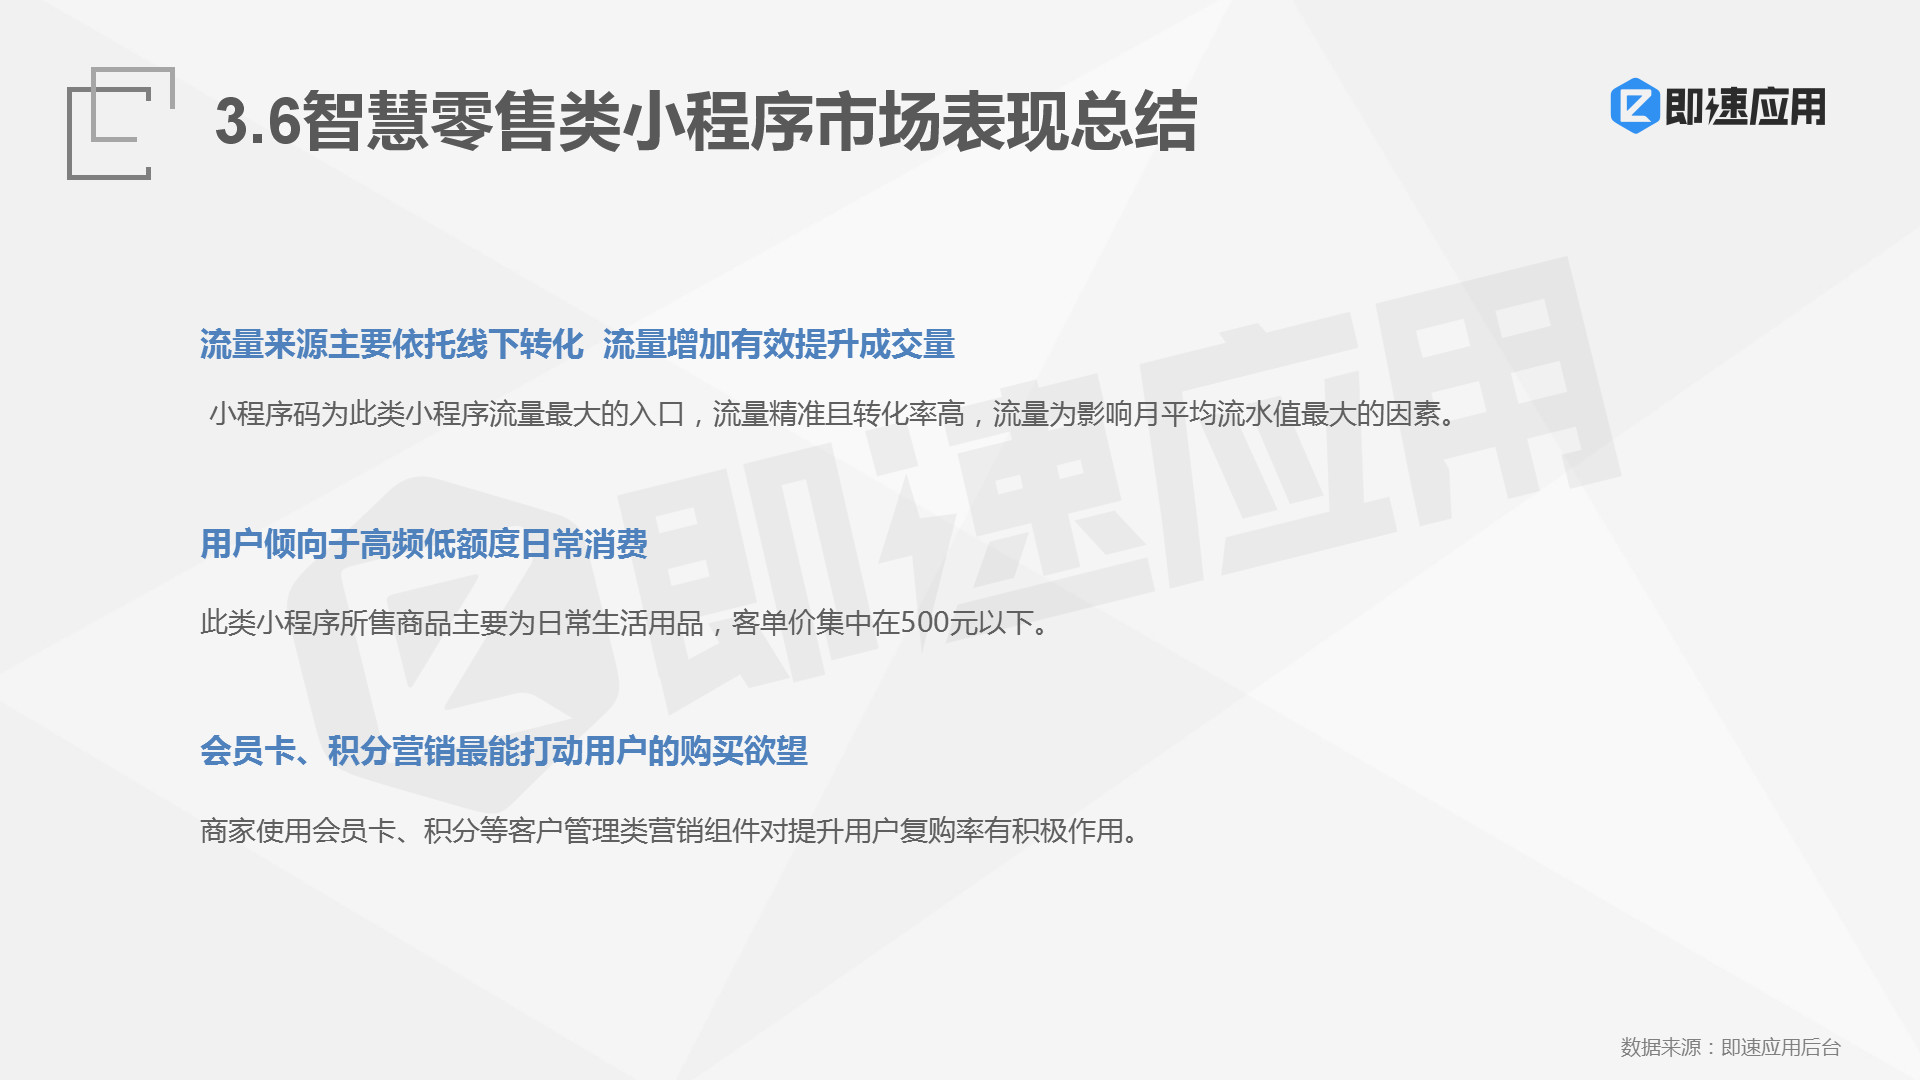 3.6智慧零售类小程序市场表现总结
即速应用
流量来源主要依托线下转化 流量增加有效提升成交量
小程序码为此类小程序流量最大的入口，流量精准且转化率高，流量为影响月平均流水值最大的因素。
用户倾向于高频低额度日常消费
此类小程序所售商品主要为日常生活用品，客单价集中在500元以下。
会员卡、积分营销最能打动用户的购买欲望
商家使用会员卡、积分等客户管理类营销组件对提升用户复购率有积极作用。
即速应用
数据来源：即速应用后台